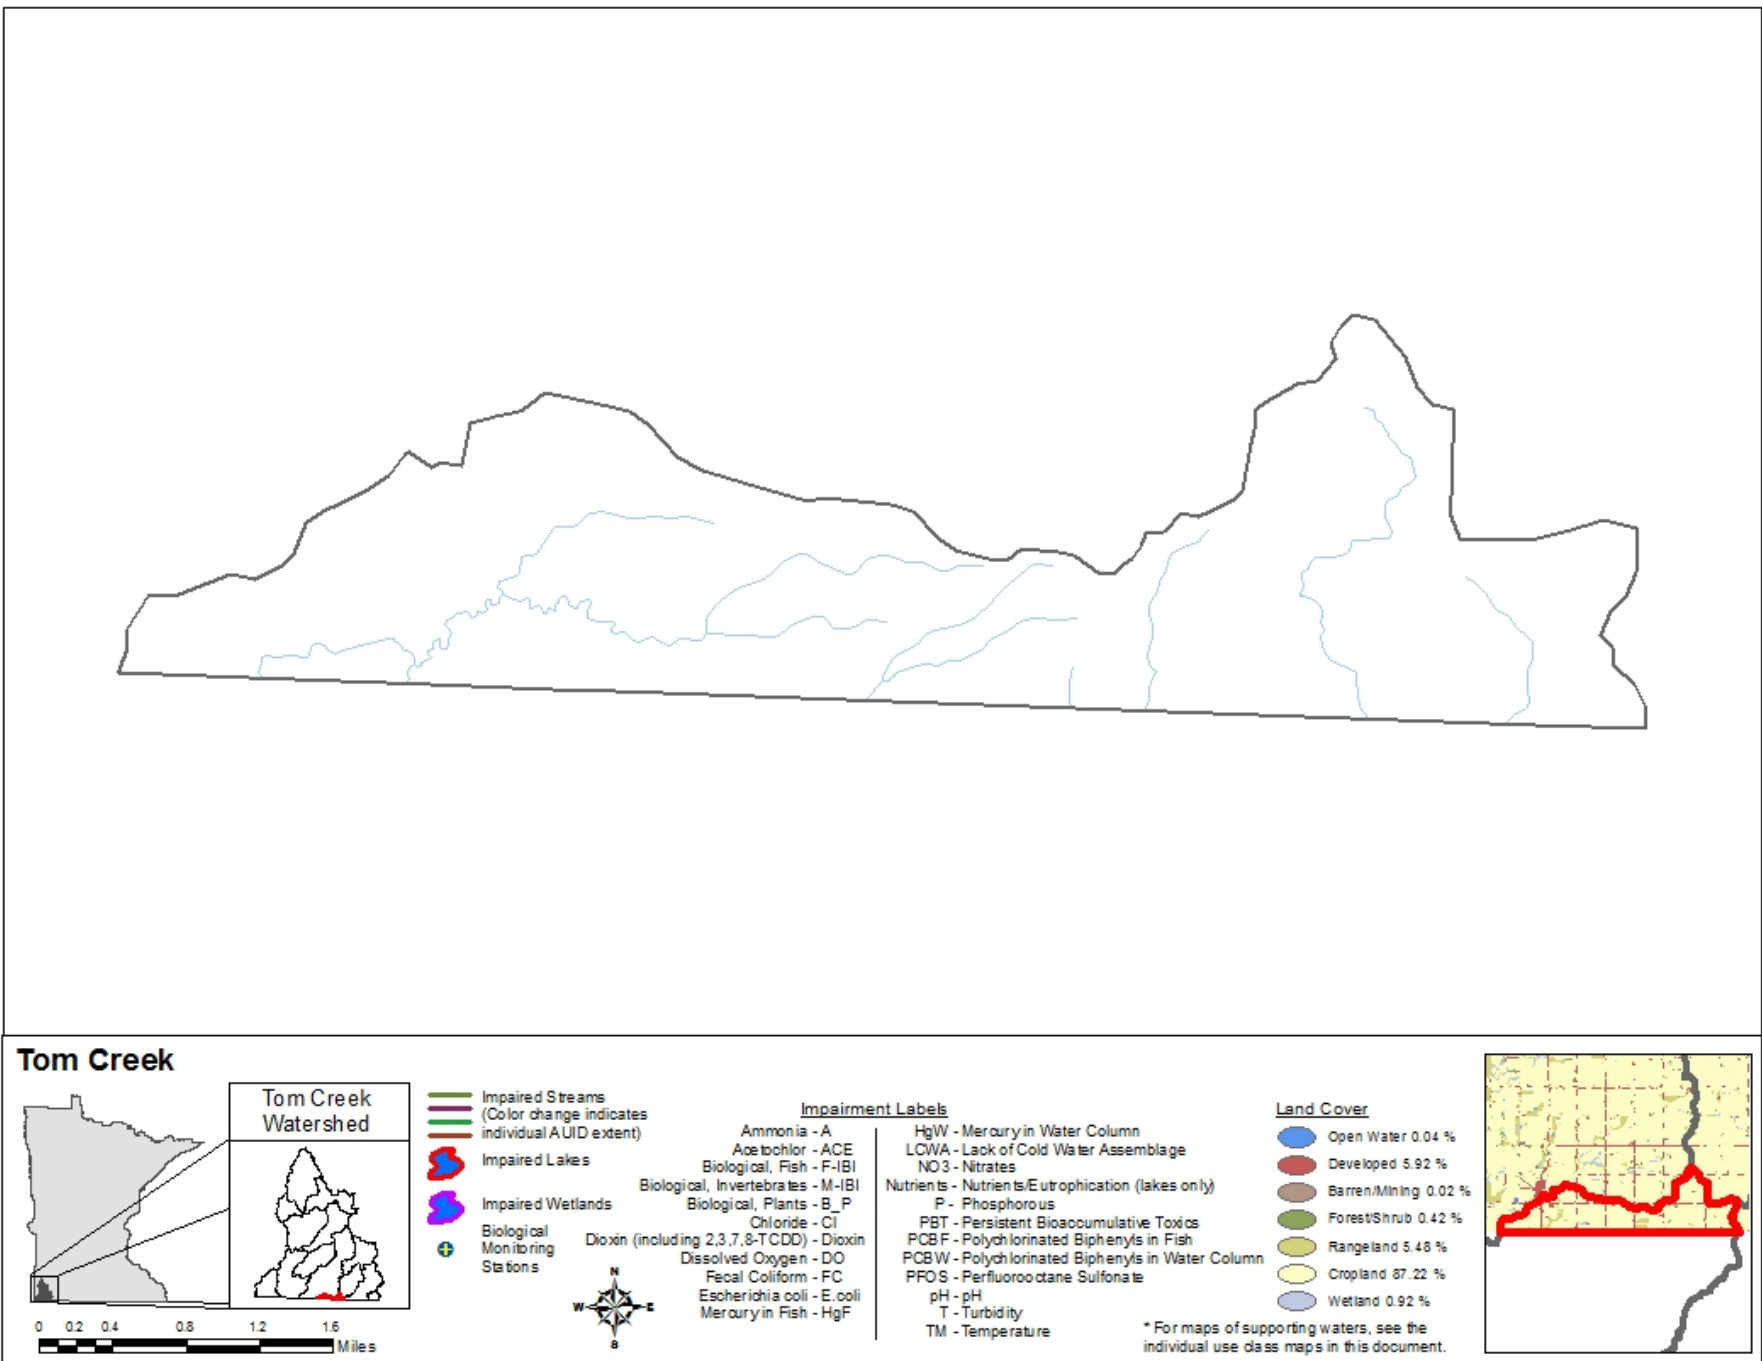 Tom Creek
Tom Creek
Watershed
0 0.2 0.4 0.8 1.2 1.6
Miles
Impaired Streams
(Color change indicates
individual AUID extent)
Impaired Lakes
Impaired Wetlands
Biological
Monitoring
Stations
N
W E
S
Impairment Labels
Ammonia - A
Acetochlor - ACE
Biological, Fish - F-IBI
Biological, Invertebrates - M-IBI
Biological, Plants - B_P
Chloride - Cl
Dioxin (including 2,3,7,8-TCDD) - Dioxin
Dissolved Oxygen - DO
Fecal Coliform - FC
Escherichia coli - E.coli
Mercury in Fish - HgF
HgW - Mercury in Water Column
LCWA - Lack of Cold Water Assemblage
NO3 - Nitrates
Nutrients - Nutrients/Eutrophication (lakes only)
P - Phosphorous
PBT - Persistent Bioaccumulative Toxics
PCBF - Polychlorinated Biphenyls in Fish
PCBW - Polychlorinated Biphenyls in Water Column
PFOS - Perfluorooctane Sulfonate
pH - pH
T - Turbidity
TM - Temperature
Land Cover
Open Water 0.04 %
Developed 5.92 %
Barren/Mining 0.02 %
Forest/Shrub 0.42 %
Rangeland 5.48 %
Cropland 87.22 %
Wetland 0.92 %
* For maps of supporting waters, see the
individual use class maps in this document.